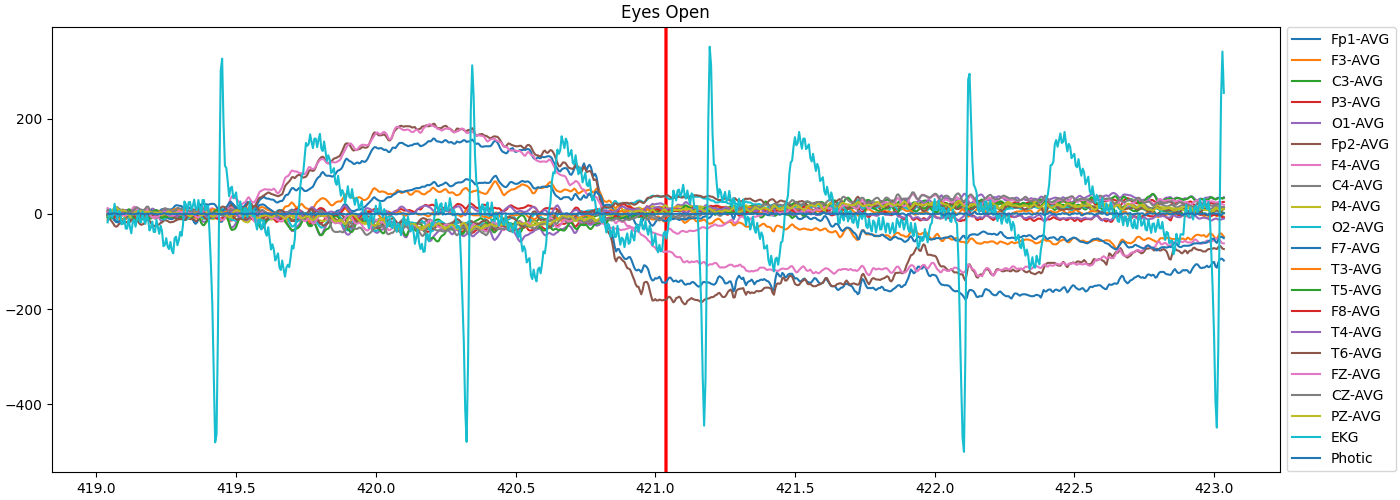 Eyes Open
200
0
−200
−400
419.0 419.5 420.0 420.5 421.0 421.5 422.0 422.5 423.0
Fp1-AVG
F3-AVG
C3-AVG
P3-AVG
O1-AVG
Fp2-AVG
F4-AVG
C4-AVG
P4-AVG
O2-AVG
F7-AVG
T3-AVG
T5-AVG
F8-AVG
T4-AVG
T6-AVG
FZ-AVG
CZ-AVG
PZ-AVG
EKG
Photic